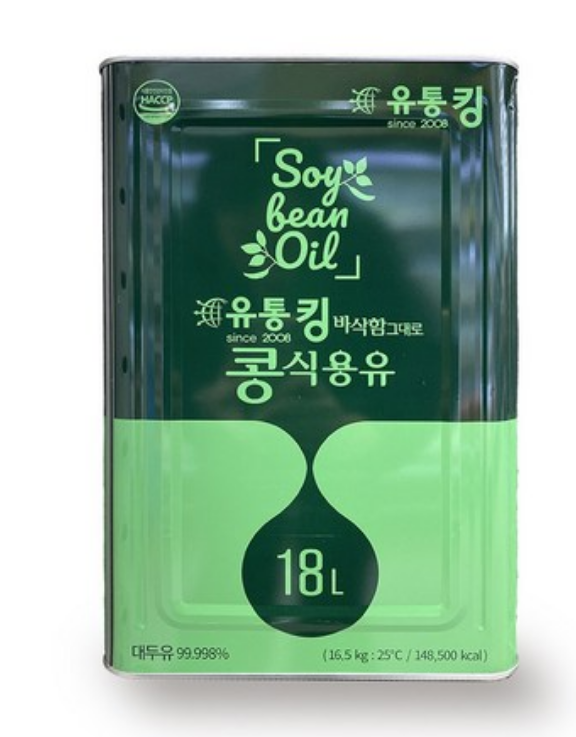 HACCP
유통킹
since 2008
Soy
bean
Oil
유통킹 바삭함그대로
since 2008
콩식용유
18L
대두유 99.998%
(16.5 kg : 25℃ / 148,500 kcal)